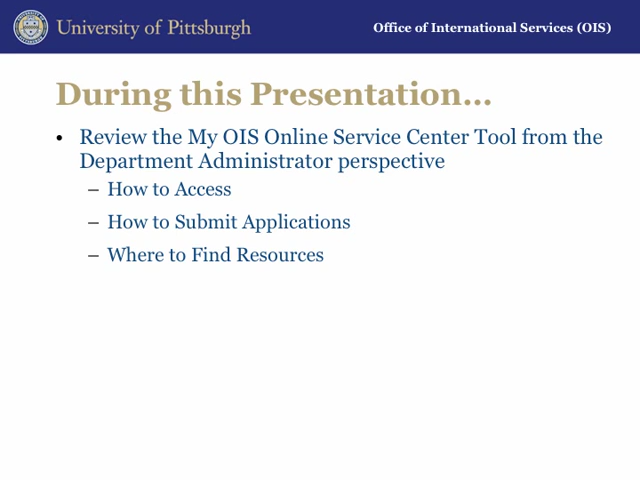 University of Pittsburgh
Office of International Services (OIS)
During this Presentation...
• Review the My OIS Online Service Center Tool from the
Department Administrator perspective
– How to Access
– How to Submit Applications
– Where to Find Resources